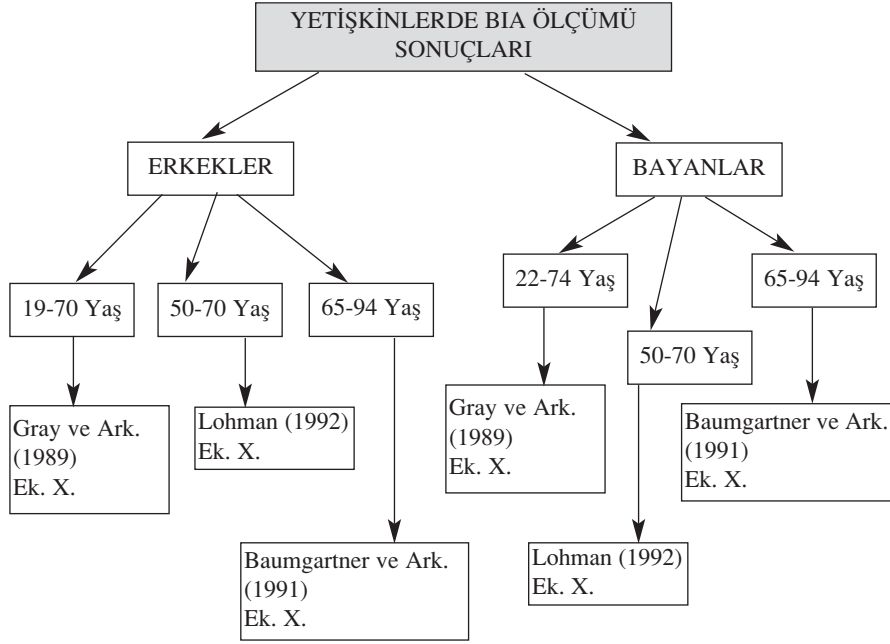 YETİŞKİNLERDE BIA ÖLÇÜMÜ
SONUÇLARI
ERKEKLER
BAYANLAR
19-70 Yaş
50-70 Yaş
65-94 Yaş
22-74 Yaş
50-70 Yaş
65-94 Yaş
Gray ve Ark.
(1989)
Ek. X.
Lohman (1992)
Ek. X.
Baumgartner ve Ark.
(1991)
Ek. X.
Gray ve Ark.
(1989)
Ek. X.
Lohman (1992)
Ek. X.
Baumgartner ve Ark.
(1991)
Ek. X.